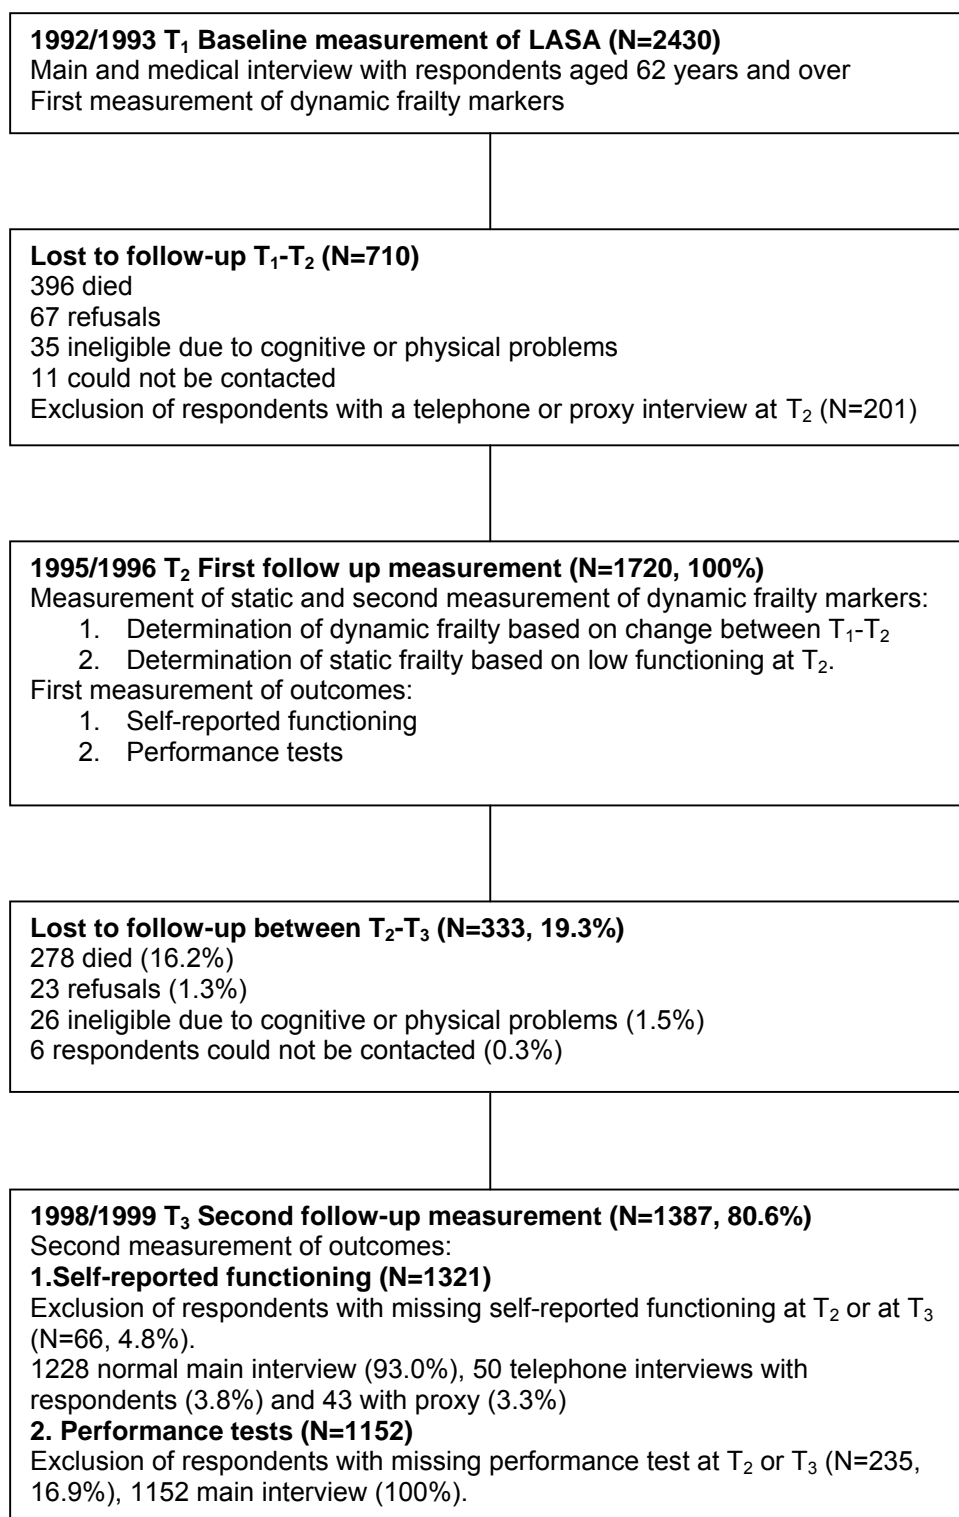 1992/1993 T₁ Baseline measurement of LASA (N=2430)
Main and medical interview with respondents aged 62 years and over
First measurement of dynamic frailty markers
Lost to follow-up T₁-T₂ (N=710)
396 died
67 refusals
35 ineligible due to cognitive or physical problems
11 could not be contacted
Exclusion of respondents with a telephone or proxy interview at T₂ (N=201)
1995/1996 T₂ First follow up measurement (N=1720, 100%)
Measurement of static and second measurement of dynamic frailty markers:
1. Determination of dynamic frailty based on change between T₁-T₂
2. Determination of static frailty based on low functioning at T₂.
First measurement of outcomes:
1. Self-reported functioning
2. Performance tests
Lost to follow-up between T₂-T₃ (N=333, 19.3%)
278 died (16.2%)
23 refusals (1.3%)
26 ineligible due to cognitive or physical problems (1.5%)
6 respondents could not be contacted (0.3%)
1998/1999 T₃ Second follow-up measurement (N=1387, 80.6%)
Second measurement of outcomes:
1.Self-reported functioning (N=1321)
Exclusion of respondents with missing self-reported functioning at T₂ or at T₃
(N=66, 4.8%).
1228 normal main interview (93.0%), 50 telephone interviews with
respondents (3.8%) and 43 with proxy (3.3%)
2. Performance tests (N=1152)
Exclusion of respondents with missing performance test at T₂ or T₃ (N=235,
16.9%), 1152 main interview (100%).